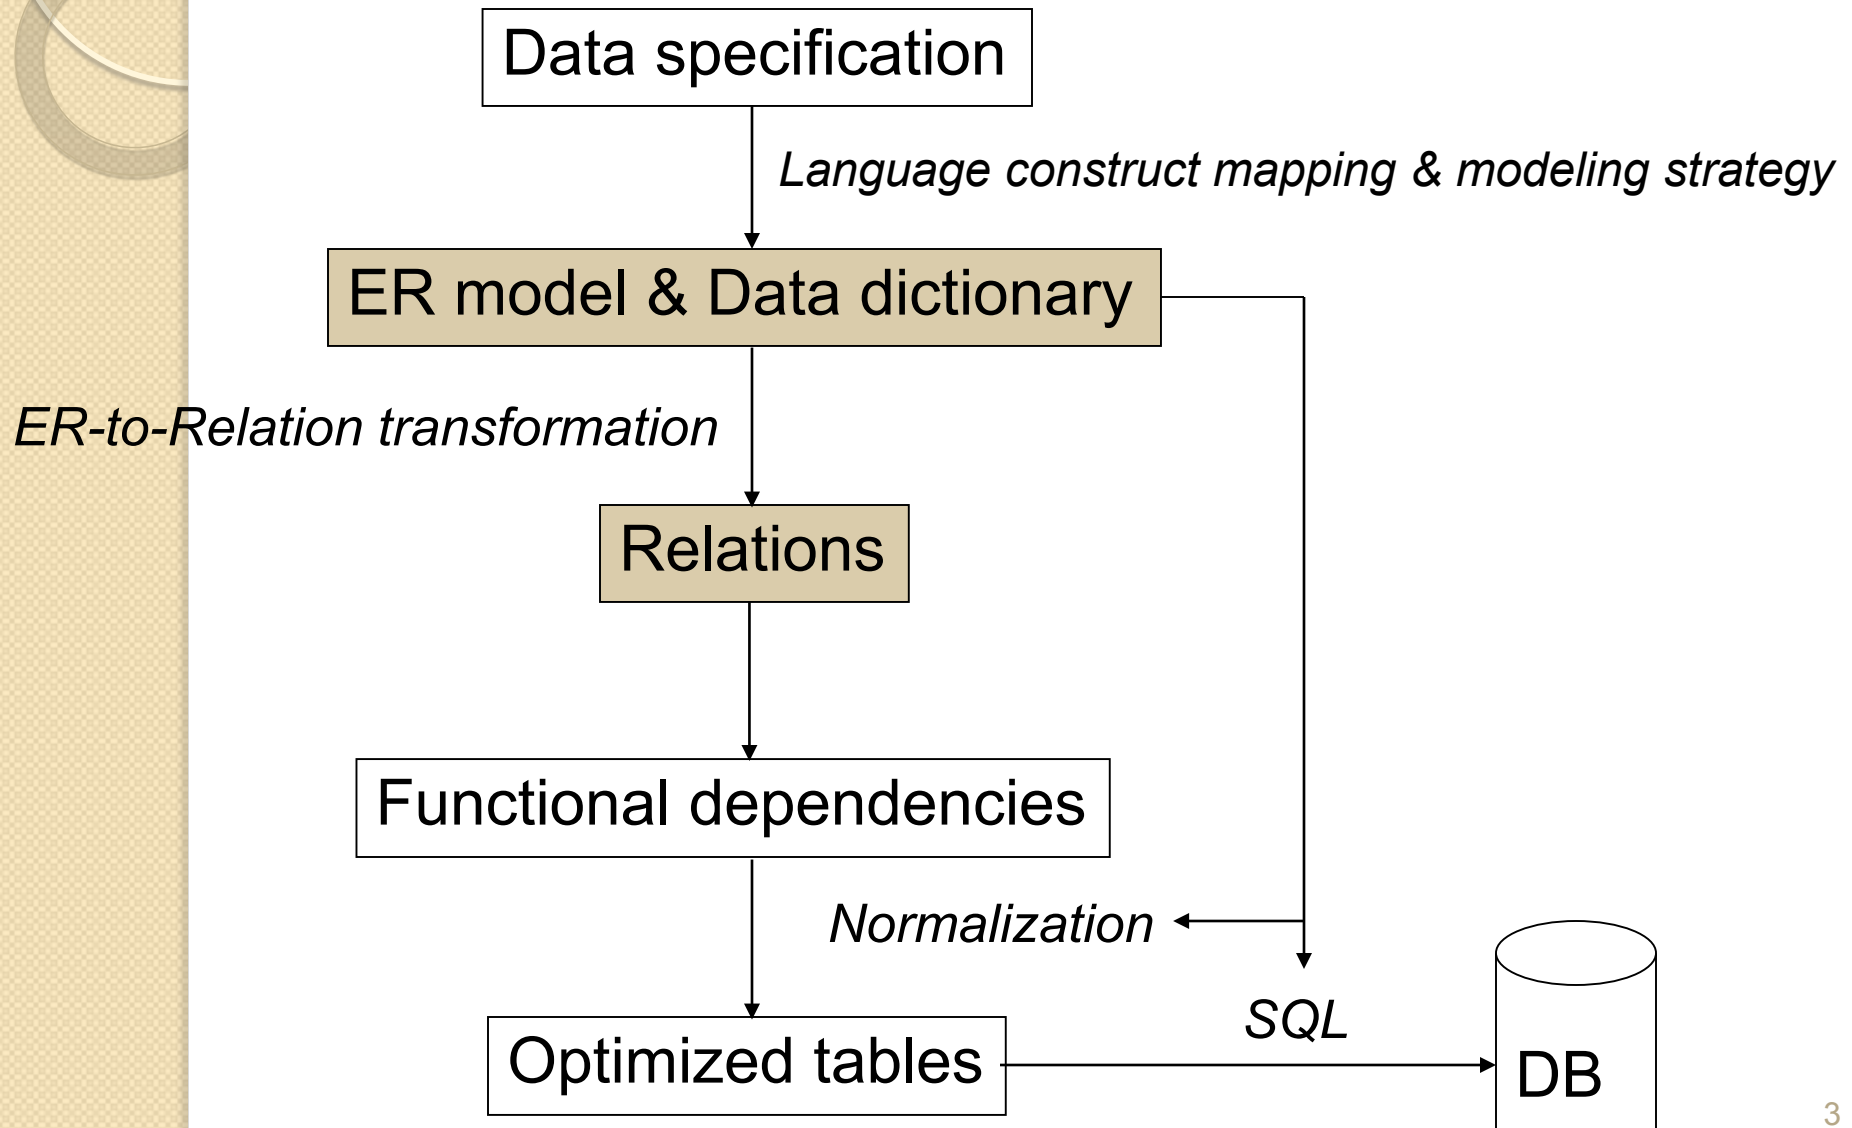 Data specification
Language construct mapping & modeling strategy
ER model & Data dictionary
ER-to-Relation transformation
Relations
Functional dependencies
Normalization
SQL
Optimized tables
DB
3